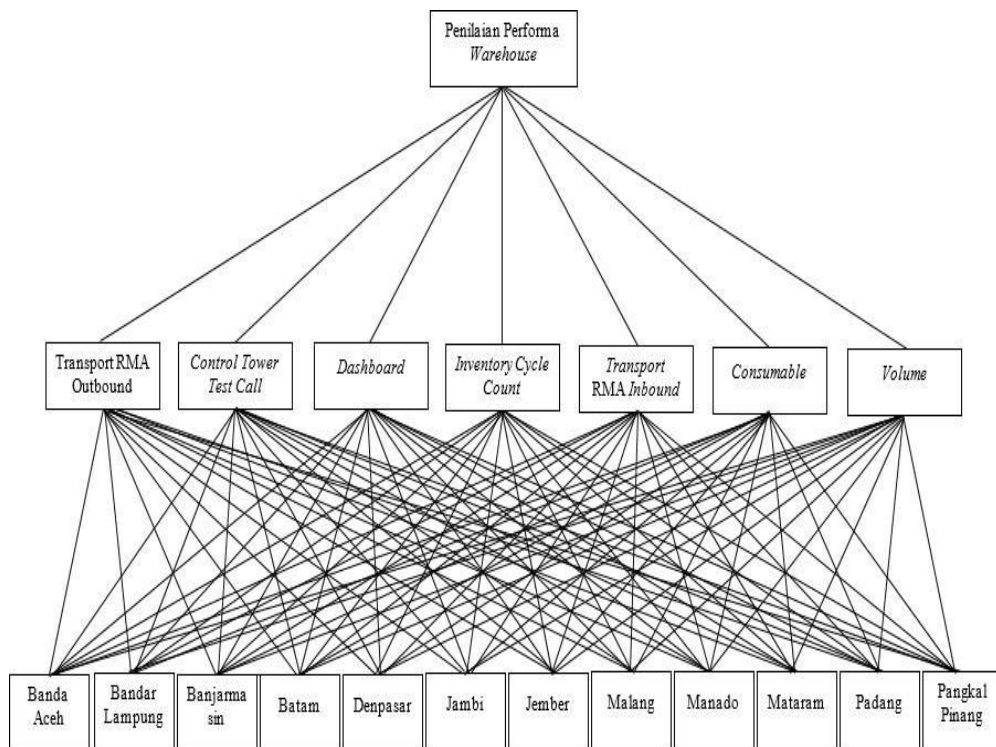 Penilaian Performa
Warehouse
Transport RMA
Outbound
Control Tower
Test Call
Dashboard
Inventory Cycle
Count
Transport
RMA Inbound
Consumable
Volume
Banda
Aceh
Bandar
Lampung
Banjarma
sin
Batam
Denpasar
Jambi
Jember
Malang
Manado
Mataram
Padang
Pangkal
Pinang